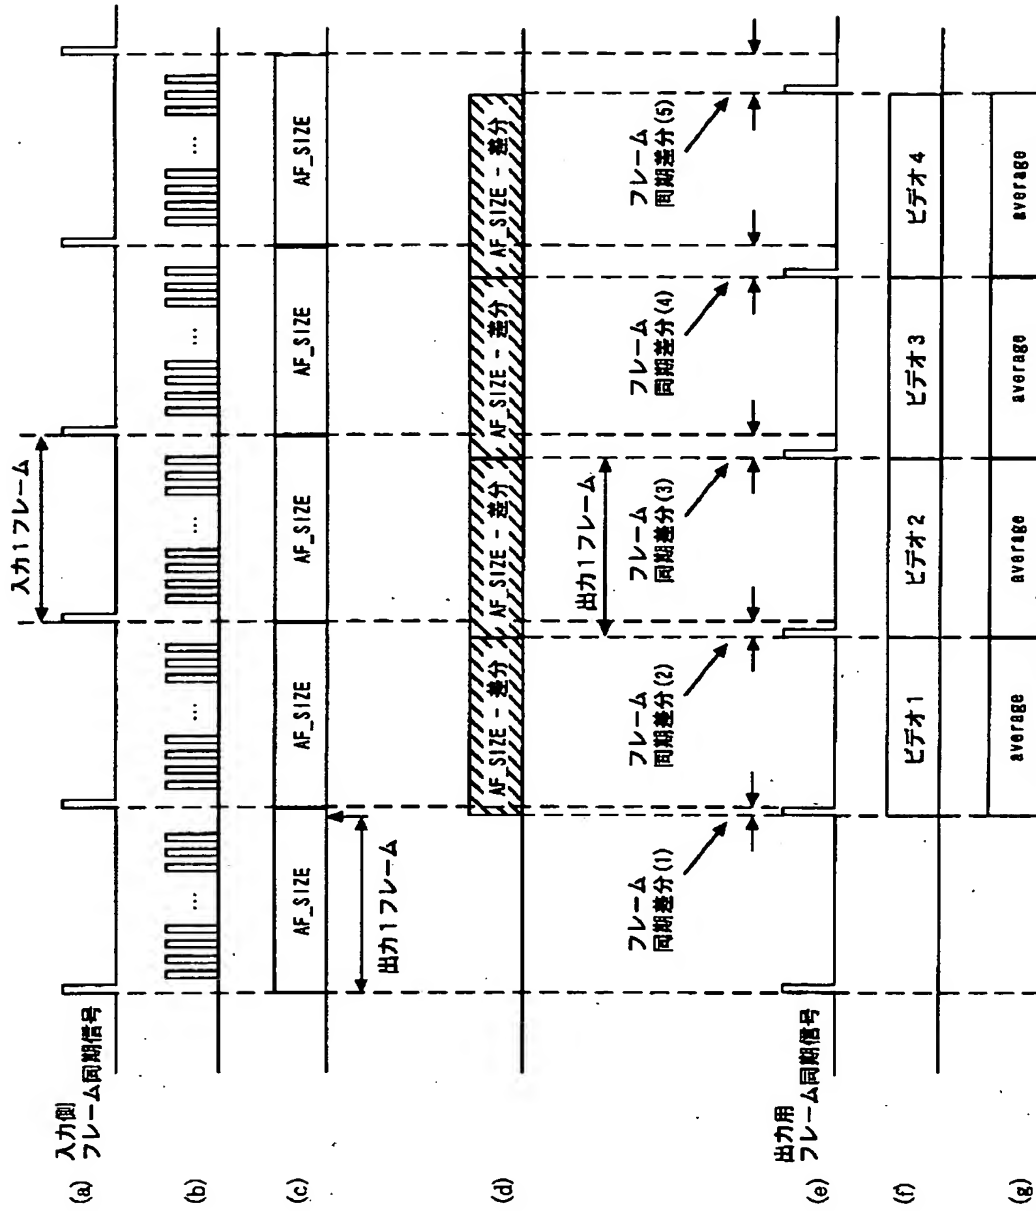 入力側
フレーム同期信号
入力1フレーム
(a)
(b)
... ... ... ... ...
(c)
AF_SIZE AF_SIZE AF_SIZE AF_SIZE AF_SIZE
出力1フレーム
(d)
AF_SIZE - 差分 AF_SIZE - 差分 AF_SIZE - 差分 AF_SIZE - 差分
出力1フレーム
フレーム
同期差分(1)
フレーム
同期差分(2)
フレーム
同期差分(3)
フレーム
同期差分(4)
フレーム
同期差分(5)
出力用
フレーム同期信号
(e)
(f)
ビデオ1 ビデオ2 ビデオ3 ビデオ4
(g)
average average average average